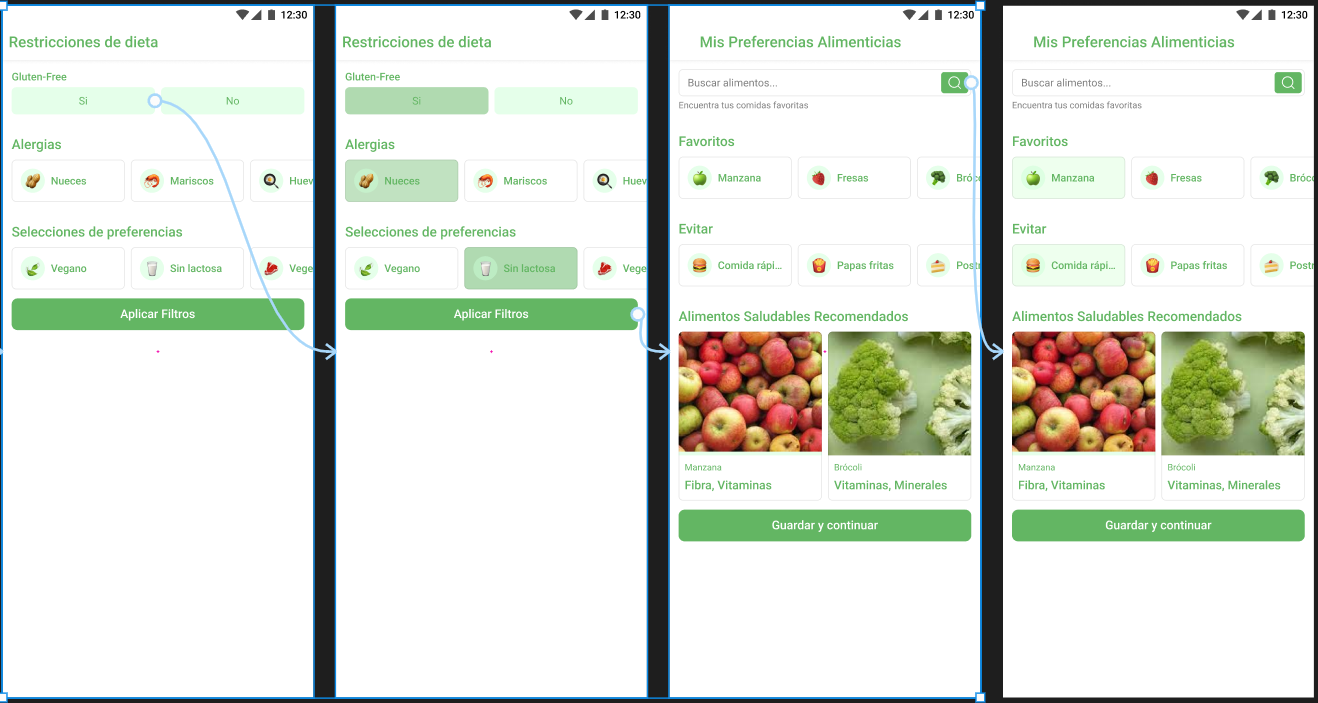 12:30
Restricciones de dieta
Gluten-Free
Si No
Alergias
Nueces Mariscos Huev
Selecciones de preferencias
Vegano Sin lactosa Vege
Aplicar Filtros
12:30
Restricciones de dieta
Gluten-Free
Si No
Alergias
Nueces Mariscos Huev
Selecciones de preferencias
Vegano Sin lactosa Vege
Aplicar Filtros
12:30
Mis Preferencias Alimenticias
Buscar alimentos...
Encuentra tus comidas favoritas
Favoritos
Manzana Fresas Bróc
Evitar
Comida rápi... Papas fritas Postr
Alimentos Saludables Recomendados
Manzana Brócoli
Fibra, Vitaminas Vitaminas, Minerales
Guardar y continuar
12:30
Mis Preferencias Alimenticias
Buscar alimentos...
Encuentra tus comidas favoritas
Favoritos
Manzana Fresas Bróc
Evitar
Comida rápi... Papas fritas Postr
Alimentos Saludables Recomendados
Manzana Brócoli
Fibra, Vitaminas Vitaminas, Minerales
Guardar y continuar